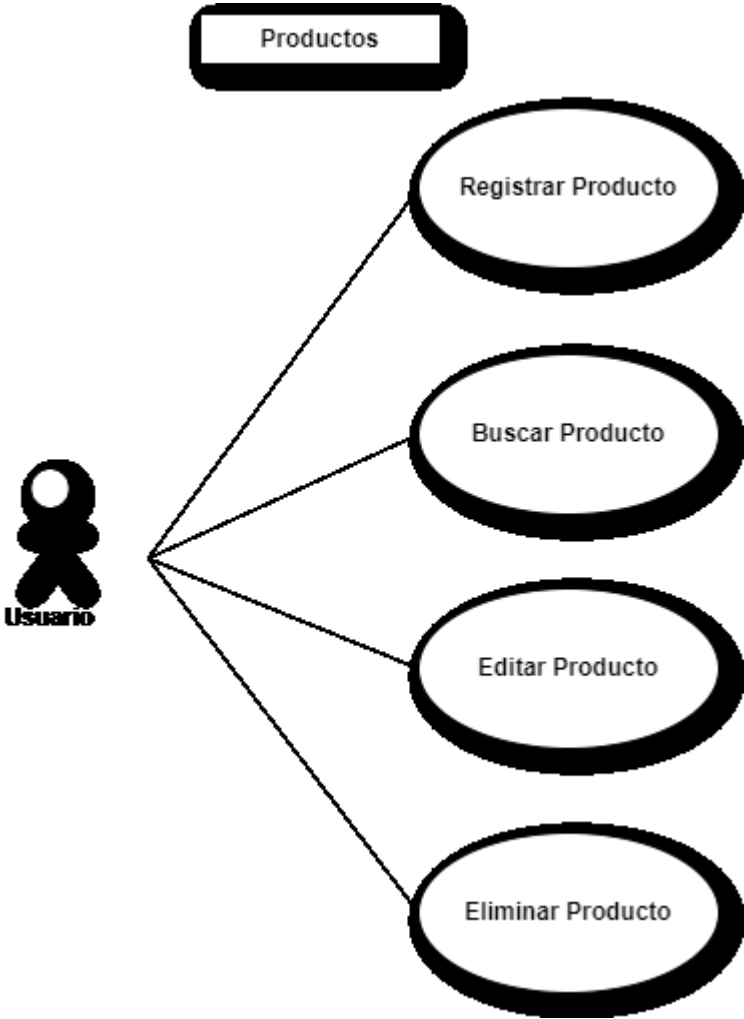 Productos
Registrar Producto
Buscar Producto
Usuario
Editar Producto
Eliminar Producto